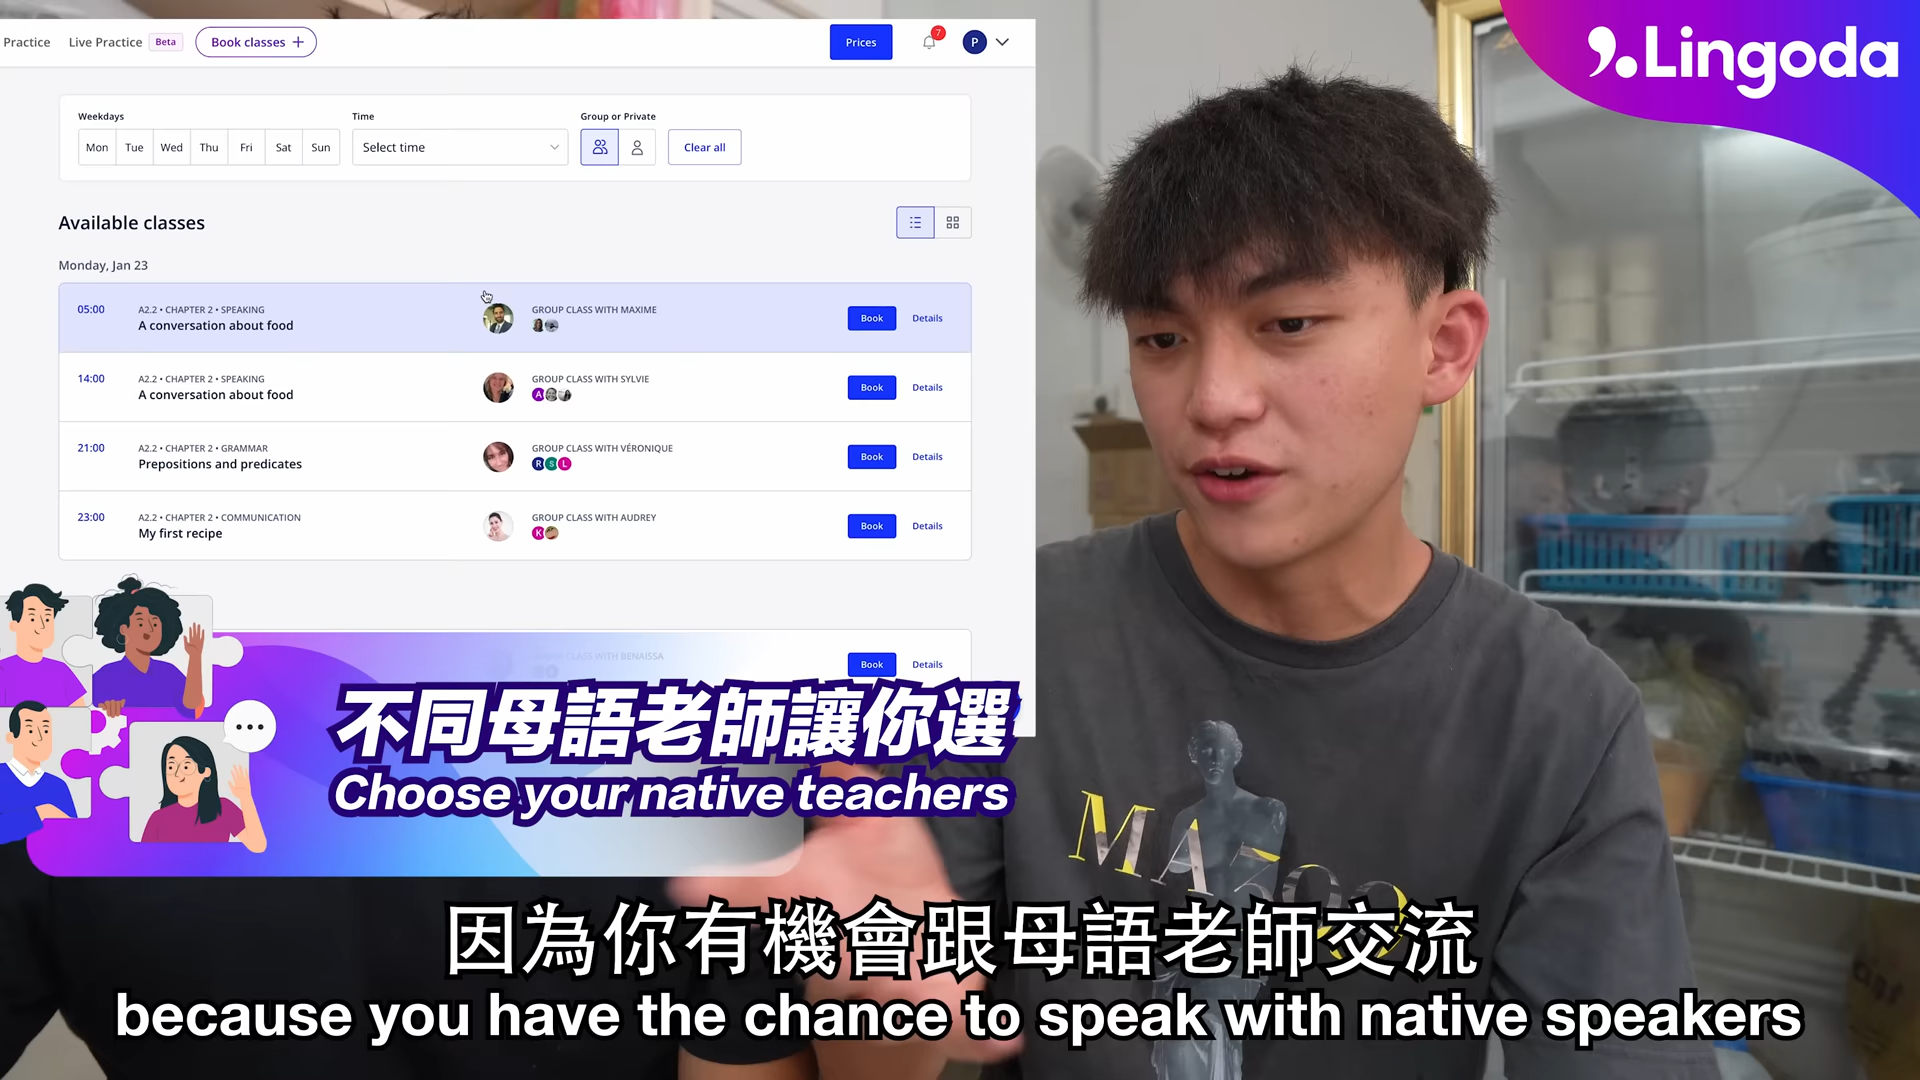 Practice Live Practice Beta Book classes + Prices 7 P
Lingoda
Weekdays Time Group or Private
Mon Tue Wed Thu Fri Sat Sun Select time Clear all
Available classes
Monday, Jan 23
05:00 A2.2 • CHAPTER 2 • SPEAKING GROUP CLASS WITH MAXIME
A conversation about food Book Details
14:00 A2.2 • CHAPTER 2 • SPEAKING GROUP CLASS WITH SYLVIE
A conversation about food A Book Details
21:00 A2.2 • CHAPTER 2 • GRAMMAR GROUP CLASS WITH VÉRONIQUE
Prepositions and predicates R S L Book Details
23:00 A2.2 • CHAPTER 2 • COMMUNICATION GROUP CLASS WITH AUDREY
My first recipe K Book Details
CLASS WITH BENAISSA Book Details
不同母語老師讓你選
Choose your native teachers
因為你有機會跟母語老師交流
because you have the chance to speak with native speakers